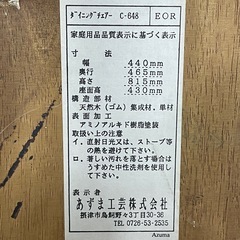 ダイニングチェアー C-648 EOR
家庭用品品質表示に基づく表示
寸法
幅 440mm
奥行 465mm
高さ 815mm
座面高 430mm
構造部材
天然木(ゴム)集成材、単材
表面加工
アミノアルキド樹脂塗装
取扱い上の注意
イ、直射日光又は、ストーブ等
の熱を避けて下さい。
ロ、著しい汚れを落とす場合は
うすめた中性洗剤を使用し
て下さい。
表示者
あずま工芸株式会社
摂津市鳥飼野々3丁目30-36
TEL 0726-53-2535
Azuma